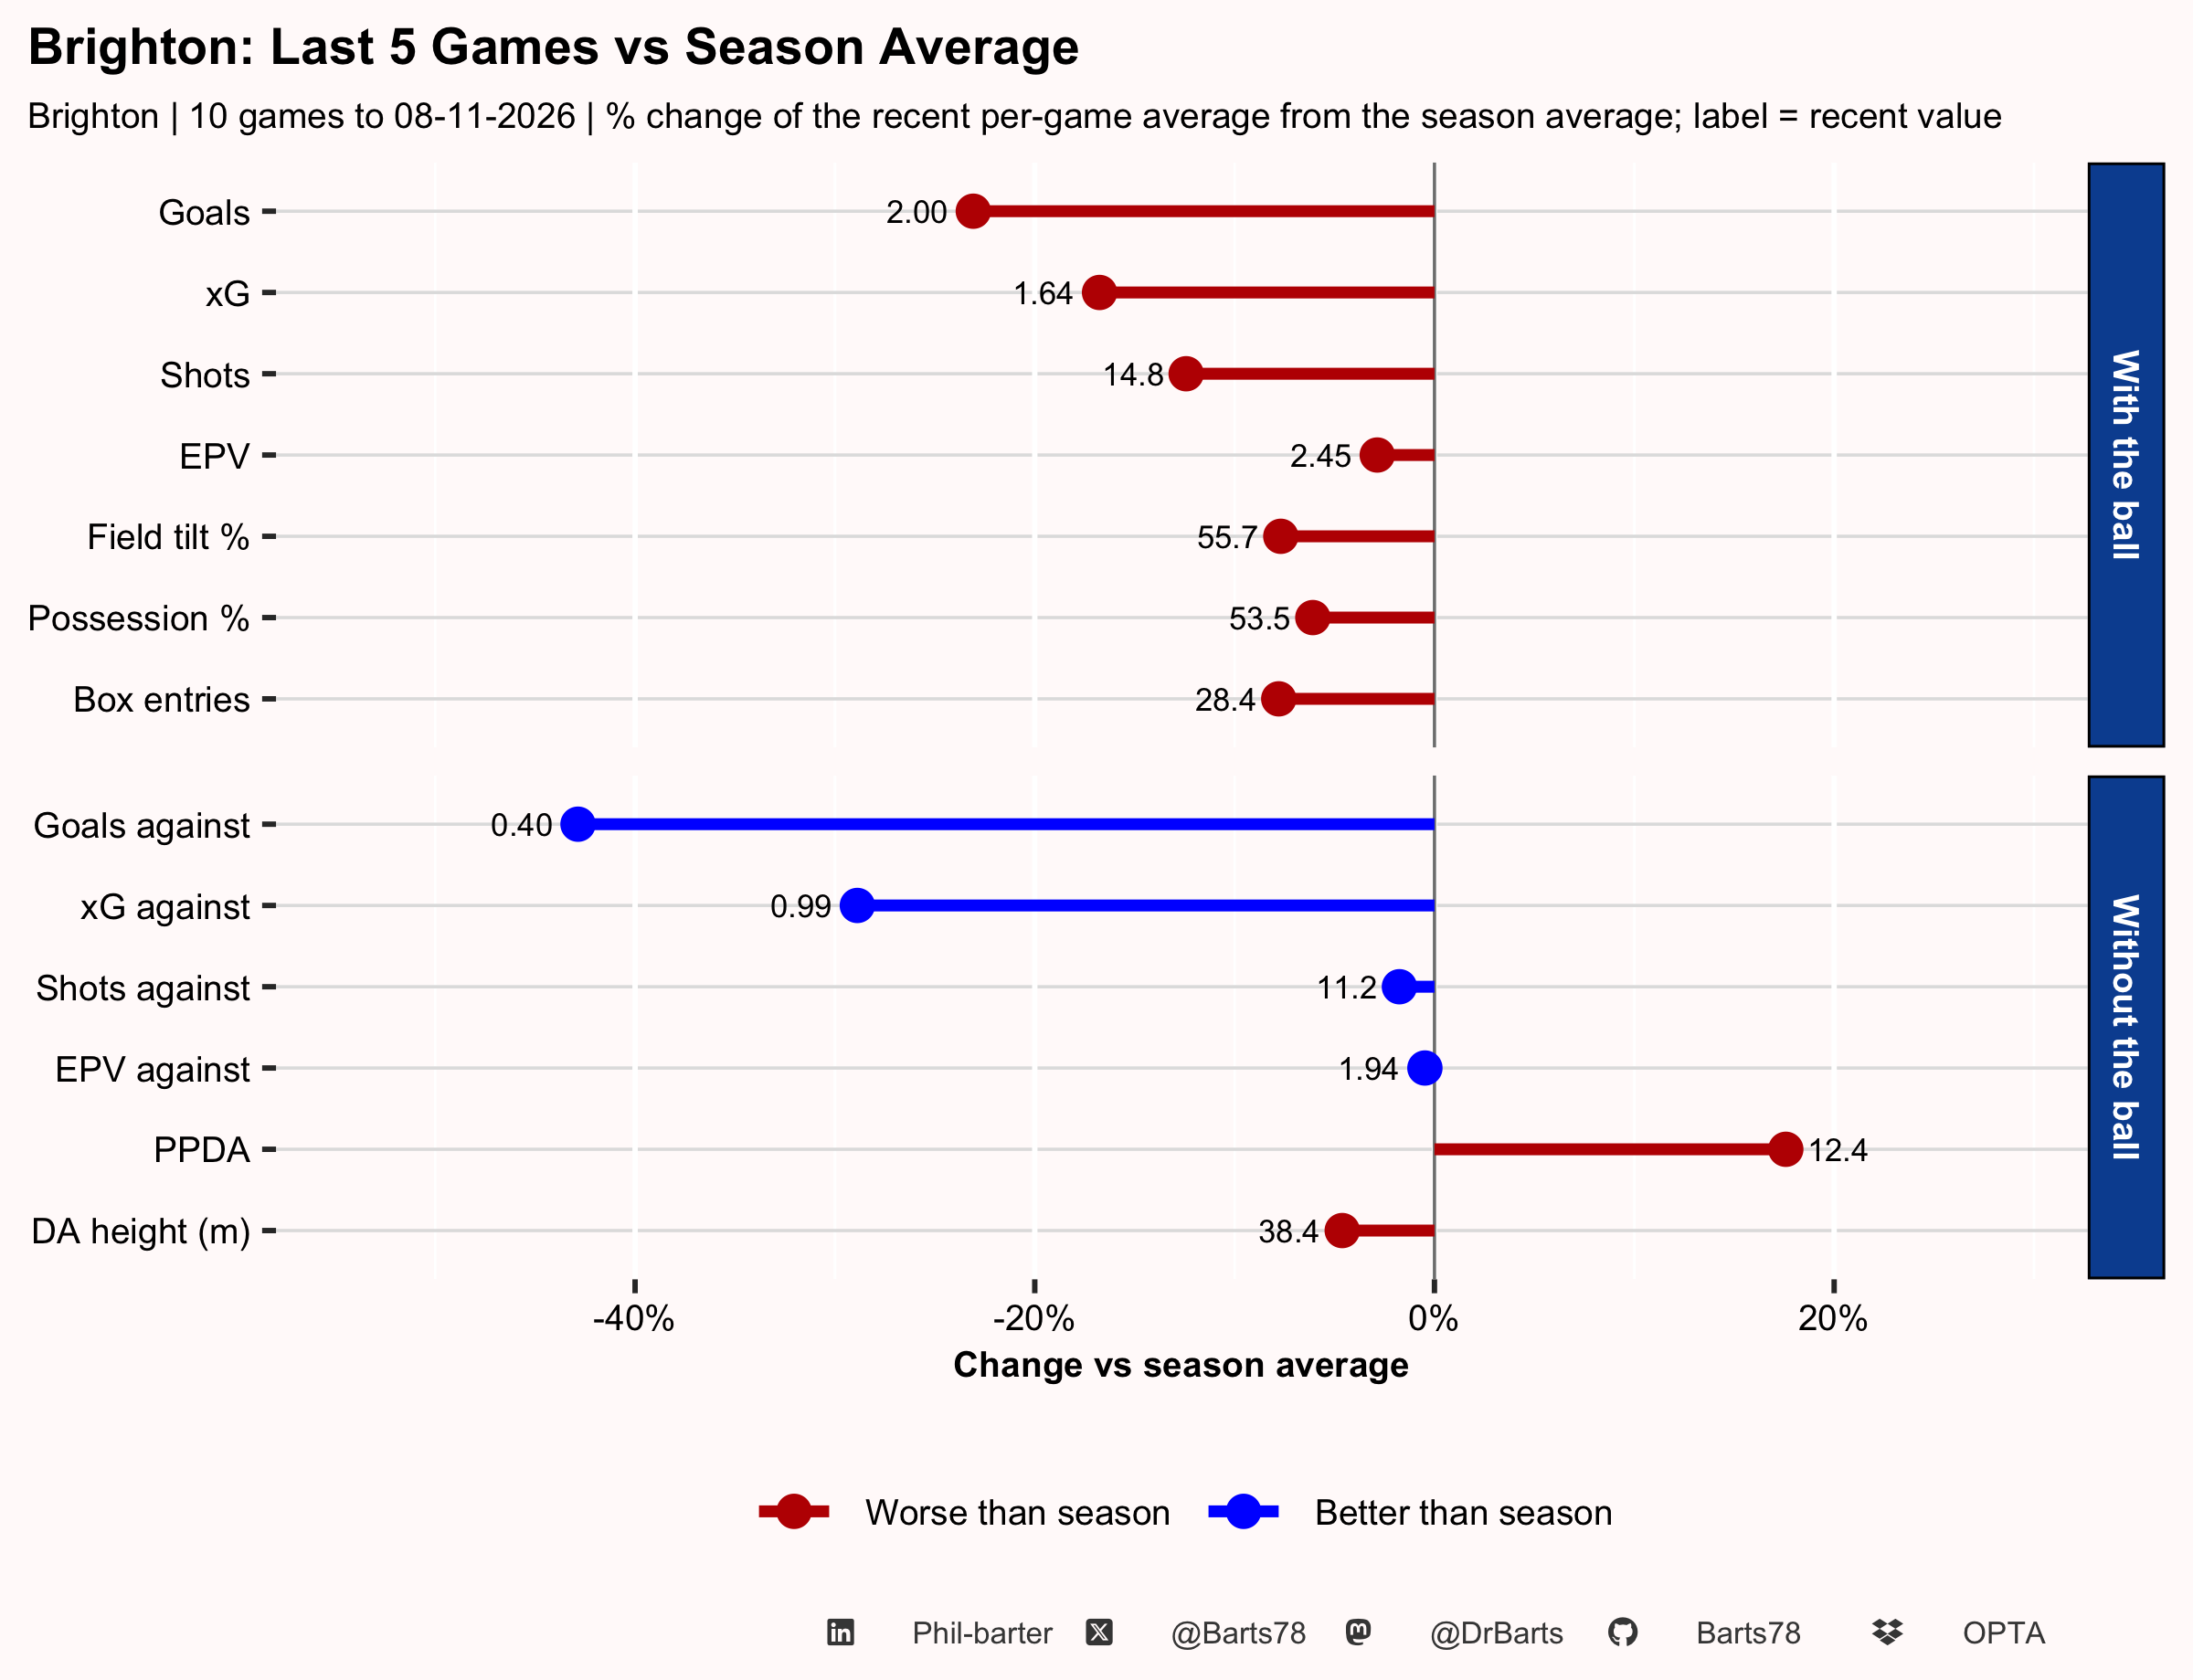 Brighton: Last 5 Games vs Season Average
Brighton | 10 games to 08-11-2026 | % change of the recent per-game average from the season average; label = recent value
With the ball
Goals 2.00
xG 1.64
Shots 14.8
EPV 2.45
Field tilt % 55.7
Possession % 53.5
Box entries 28.4
Without the ball
Goals against 0.40
xG against 0.99
Shots against 11.2
EPV against 1.94
PPDA 12.4
DA height (m) 38.4
-40% -20% 0% 20%
Change vs season average
Worse than season Better than season
Phil-barter @Barts78 @DrBarts Barts78 OPTA